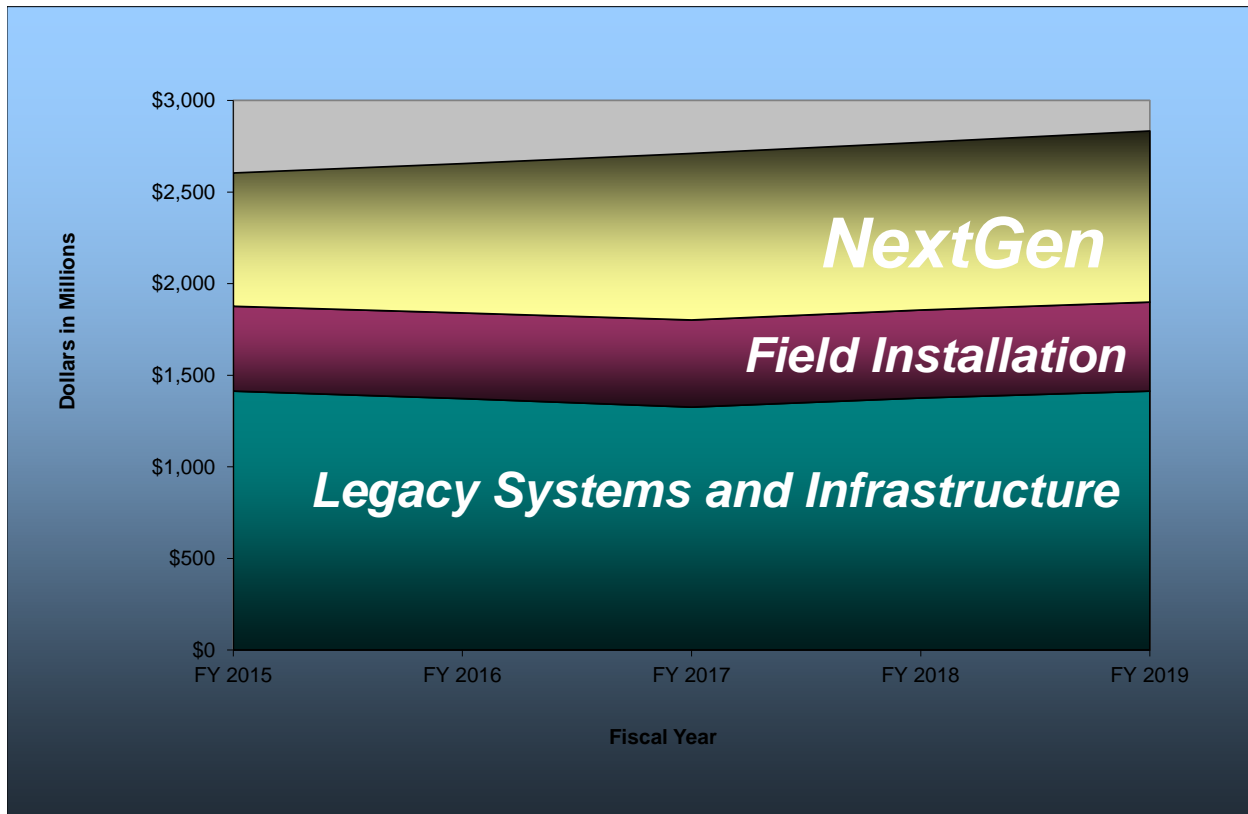 $3,000
$2,500
$2,000
$1,500
$1,000
$500
$0
Dollars in Millions
NextGen
Field Installation
Legacy Systems and Infrastructure
FY 2015 FY 2016 FY 2017 FY 2018 FY 2019
Fiscal Year